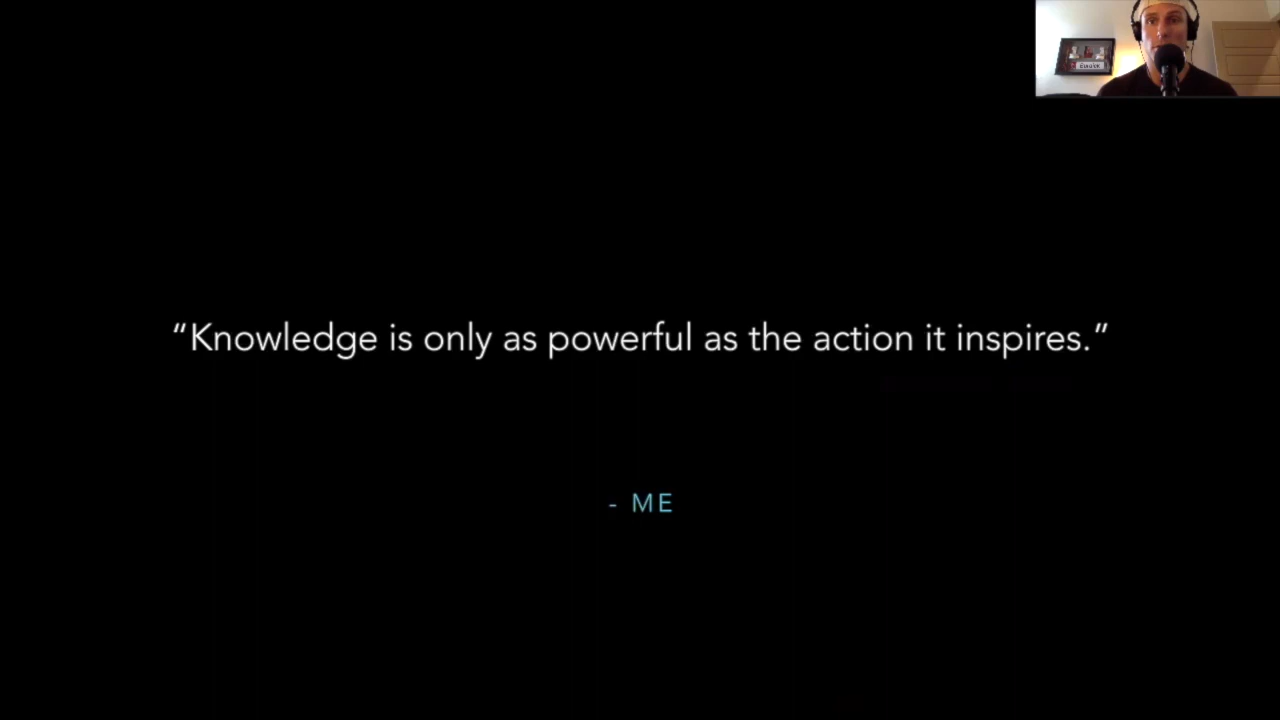 “Knowledge is only as powerful as the action it inspires.”
- ME